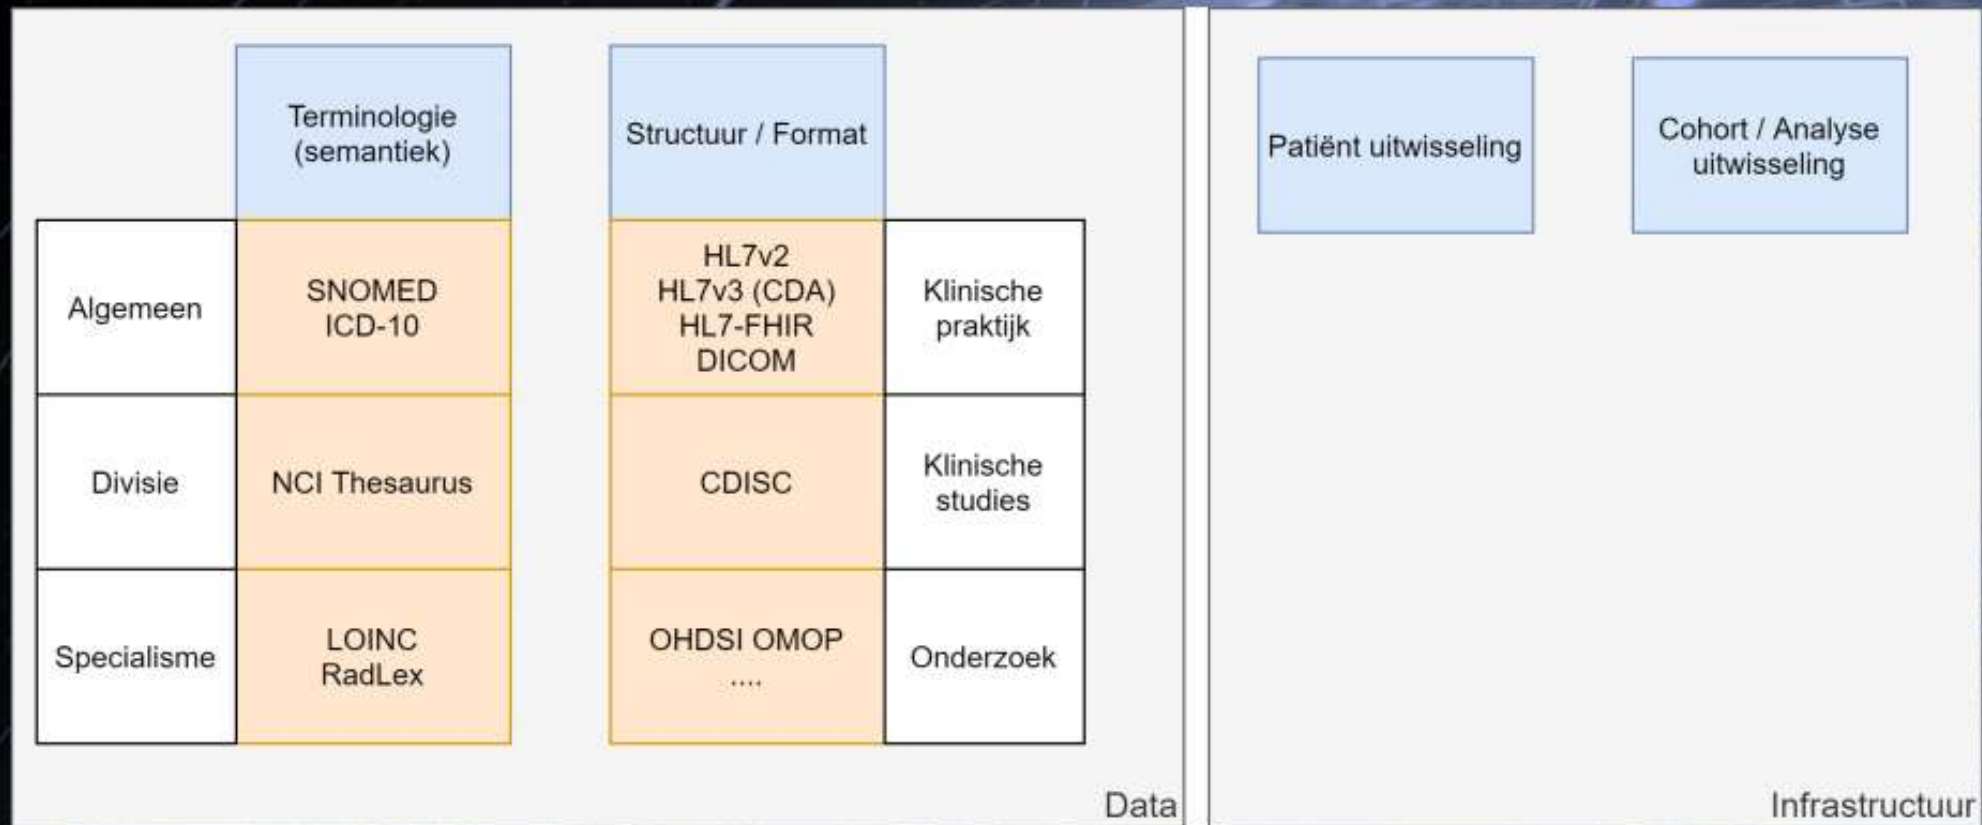 Terminologie
(semantiek)
Structuur / Format
Algemeen
SNOMED
ICD-10
HL7v2
HL7v3 (CDA)
HL7-FHIR
DICOM
Klinische
praktijk
Divisie
NCI Thesaurus
CDISC
Klinische
studies
Specialisme
LOINC
RadLex
OHDSI OMOP
....
Onderzoek
Data
Patiënt uitwisseling
Cohort / Analyse
uitwisseling
Infrastructuur